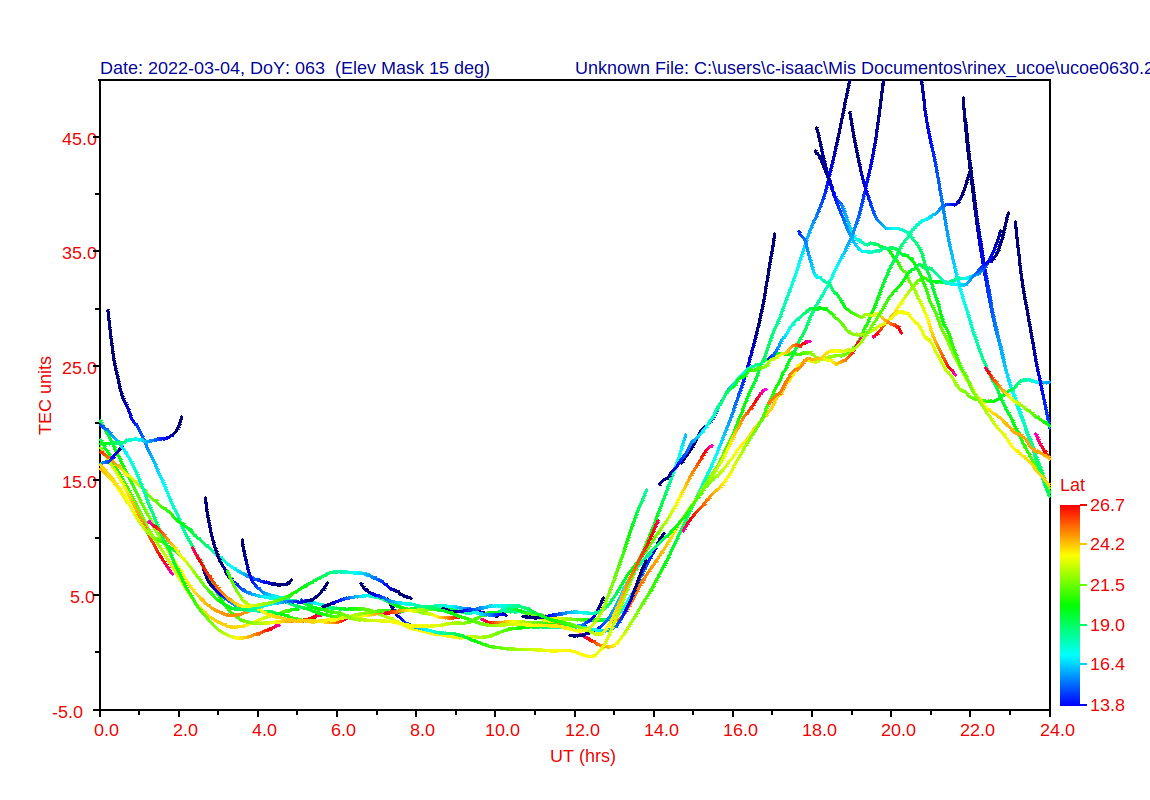 Date: 2022-03-04, DoY: 063  (Elev Mask 15 deg)
Unknown File: C:\users\c-isaac\Mis Documentos\rinex_ucoe\ucoe0630.2
45.0
35.0
25.0
15.0
5.0
-5.0
TEC units
0.0 2.0 4.0 6.0 8.0 10.0 12.0 14.0 16.0 18.0 20.0 22.0 24.0
UT (hrs)
Lat
26.7
24.2
21.5
19.0
16.4
13.8